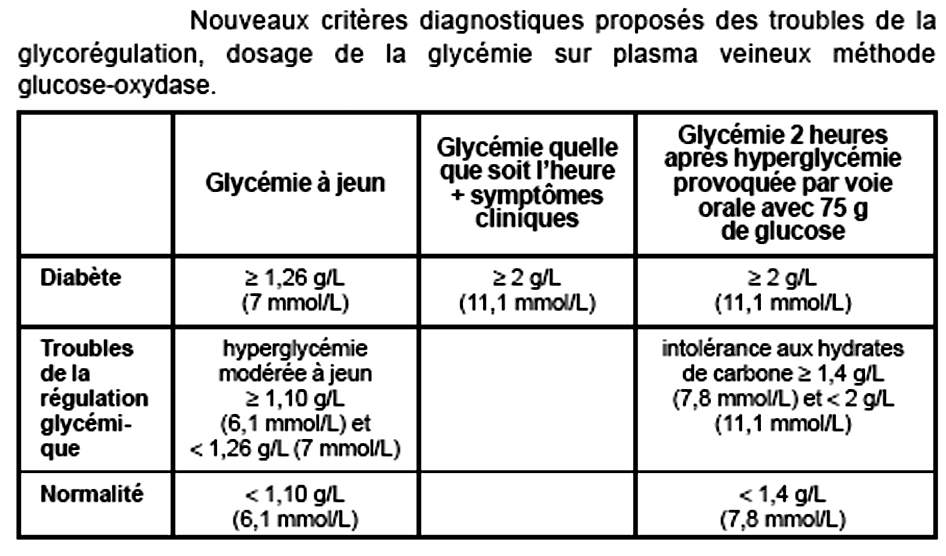 Nouveaux critères diagnostiques proposés des troubles de la
glycorégulation, dosage de la glycémie sur plasma veineux méthode
glucose-oxydase.
Glycémie à jeun
Glycémie quelle
que soit l'heure
+ symptômes
cliniques
Glycémie 2 heures
après hyperglycémie
provoquée par voie
orale avec 75 g
de glucose
Diabète
≥ 1,26 g/L
(7 mmol/L)
≥ 2 g/L
(11,1 mmol/L)
≥ 2 g/L
(11,1 mmol/L)
Troubles
de la
régulation
glycémi-
que
hyperglycémie
modérée à jeun
≥ 1,10 g/L
(6,1 mmol/L) et
< 1,26 g/L (7 mmol/L)
intolérance aux hydrates
de carbone ≥ 1,4 g/L
(7,8 mmol/L) et < 2 g/L
(11,1 mmol/L)
Normalité
< 1,10 g/L
(6,1 mmol/L)
< 1,4 g/L
(7,8 mmol/L)